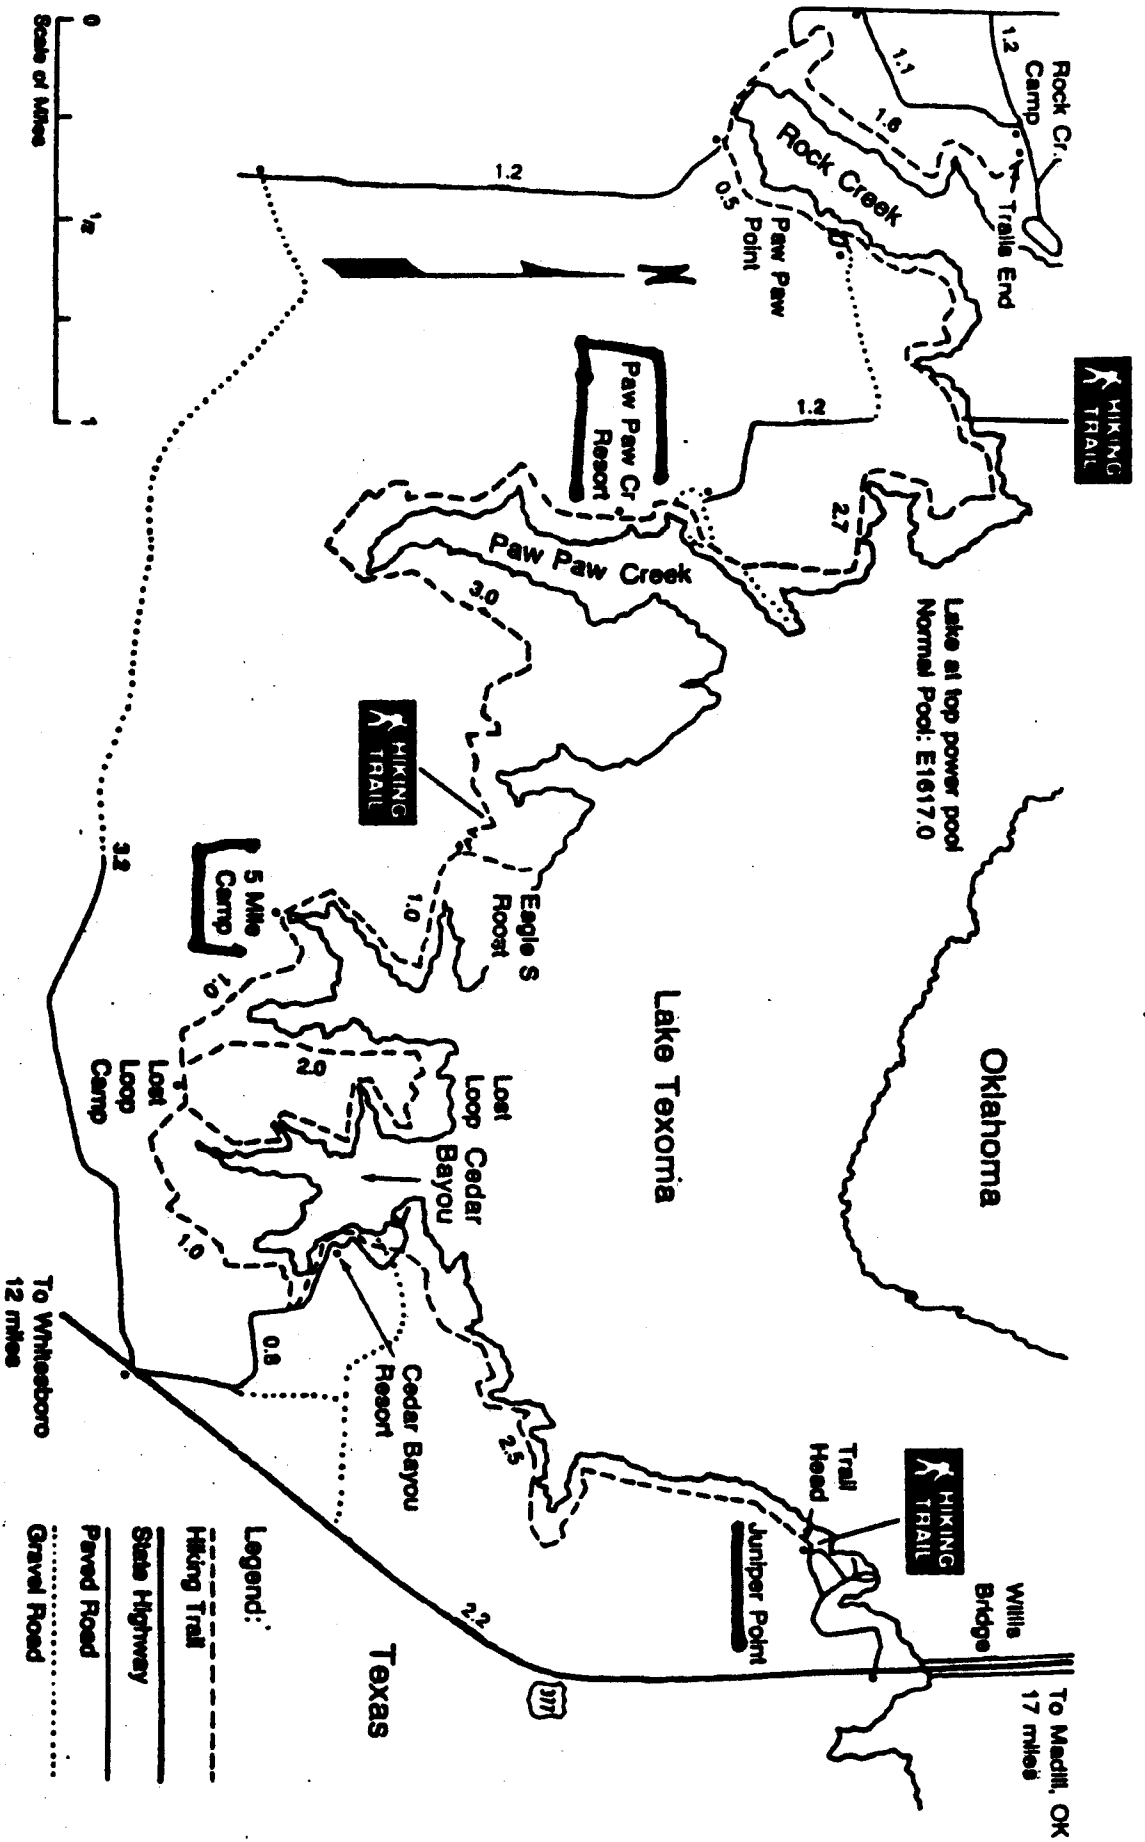 Rock Cr.
Camp
1.2
1.1
1.6
Trails End
Rock Creek
HIKING
TRAIL
Paw Paw
Point
0.5
1.2
N
1.2
2.7
Paw Paw Cr
Resort
Paw Paw Creek
3.0
Lake at top power pool
Normal Pool: E1617.0
HIKING
TRAIL
Eagle S
Roost
1.0
5 Mile
Camp
1.0
3.2
Oklahoma
Lake Texoma
Lost
Loop
2.0
Lost
Loop
Camp
Cedar
Bayou
1.0
Cedar Bayou
Resort
0.8
2.5
HIKING
TRAIL
Trail
Head
Juniper Point
Willis
Bridge
To Madill, OK
17 miles
377
2.2
Texas
To Whitesboro
12 miles
Legend:
Hiking Trail
State Highway
Paved Road
Gravel Road
0
1/2
1
Scale of Miles